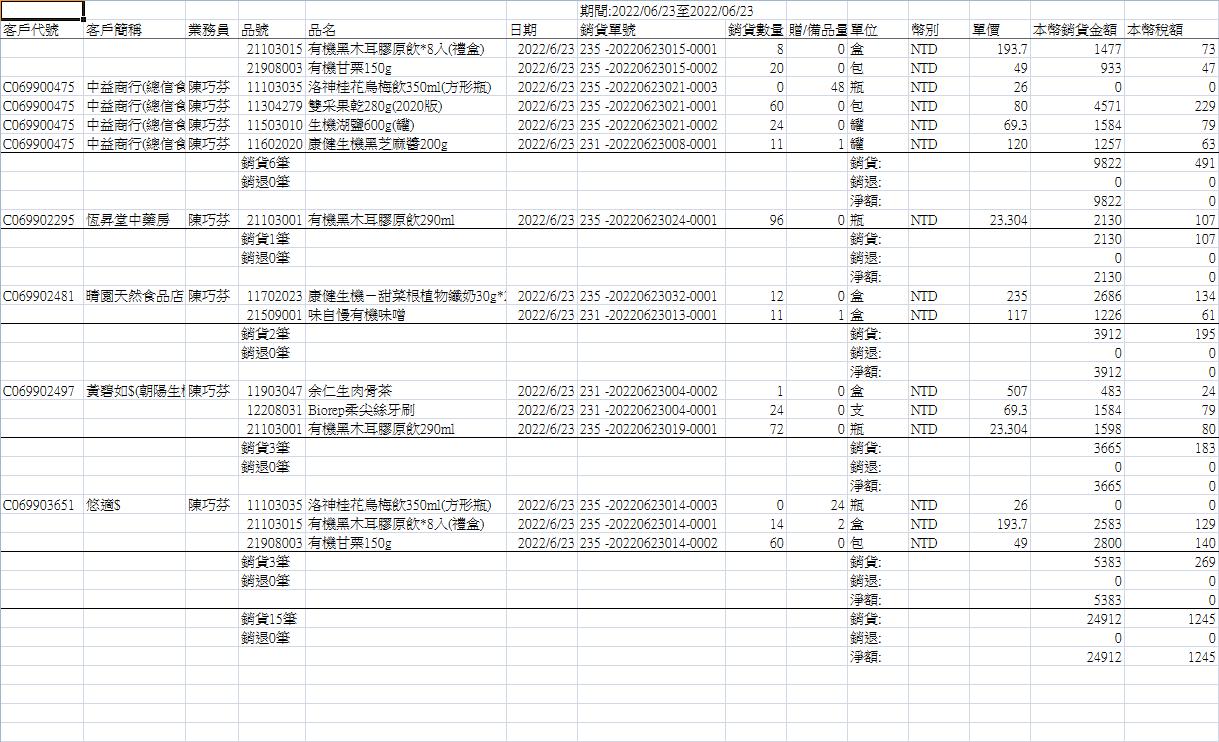 期間:2022/06/23至2022/06/23
客戶代號 客戶簡稱 業務員 品號 品名 日期 銷貨單號 銷貨數量 贈/備品量 單位 幣別 單價 本幣銷貨金額 本幣稅額
21103015 有機黑木耳膠原飲*8入(禮盒) 2022/6/23 235 -20220623015-0001 8 0 盒 NTD 193.7 1477 73
21908003 有機甘栗150g 2022/6/23 235 -20220623015-0002 20 0 包 NTD 49 933 47
C069900475 中益商行(總信食 陳巧芬 11103035 洛神桂花烏梅飲350ml(方形瓶) 2022/6/23 235 -20220623021-0003 0 48 瓶 NTD 26 0 0
C069900475 中益商行(總信食 陳巧芬 11304279 雙采果乾280g(2020版) 2022/6/23 235 -20220623021-0001 60 0 包 NTD 80 4571 229
C069900475 中益商行(總信食 陳巧芬 11503010 生機湖鹽600g(罐) 2022/6/23 235 -20220623021-0002 24 0 罐 NTD 69.3 1584 79
C069900475 中益商行(總信食 陳巧芬 11602020 康健生機黑芝麻醬200g 2022/6/23 231 -20220623008-0001 11 1 罐 NTD 120 1257 63
銷貨6筆 銷貨: 9822 491
銷退0筆 銷退: 0 0
淨額: 9822 0
C069902295 恆昇堂中藥房 陳巧芬 21103001 有機黑木耳膠原飲290ml 2022/6/23 235 -20220623024-0001 96 0 瓶 NTD 23.304 2130 107
銷貨1筆 銷貨: 2130 107
銷退0筆 銷退: 0 0
淨額: 2130 0
C069902481 晴園天然食品店 陳巧芬 11702023 康健生機－甜菜根植物纖奶30g*2 2022/6/23 235 -20220623032-0001 12 0 盒 NTD 235 2686 134
21509001 味自慢有機味噌 2022/6/23 231 -20220623013-0001 11 1 盒 NTD 117 1226 61
銷貨2筆 銷貨: 3912 195
銷退0筆 銷退: 0 0
淨額: 3912 0
C069902497 黃碧如$(朝陽生機 陳巧芬 11903047 余仁生肉骨茶 2022/6/23 231 -20220623004-0002 1 0 盒 NTD 507 483 24
12208031 Biorep柔尖絲牙刷 2022/6/23 231 -20220623004-0001 24 0 支 NTD 69.3 1584 79
21103001 有機黑木耳膠原飲290ml 2022/6/23 235 -20220623019-0001 72 0 瓶 NTD 23.304 1598 80
銷貨3筆 銷貨: 3665 183
銷退0筆 銷退: 0 0
淨額: 3665 0
C069903651 悠適$ 陳巧芬 11103035 洛神桂花烏梅飲350ml(方形瓶) 2022/6/23 235 -20220623014-0003 0 24 瓶 NTD 26 0 0
21103015 有機黑木耳膠原飲*8入(禮盒) 2022/6/23 235 -20220623014-0001 14 2 盒 NTD 193.7 2583 129
21908003 有機甘栗150g 2022/6/23 235 -20220623014-0002 60 0 包 NTD 49 2800 140
銷貨3筆 銷貨: 5383 269
銷退0筆 銷退: 0 0
淨額: 5383 0
銷貨15筆 銷貨: 24912 1245
銷退0筆 銷退: 0 0
淨額: 24912 1245